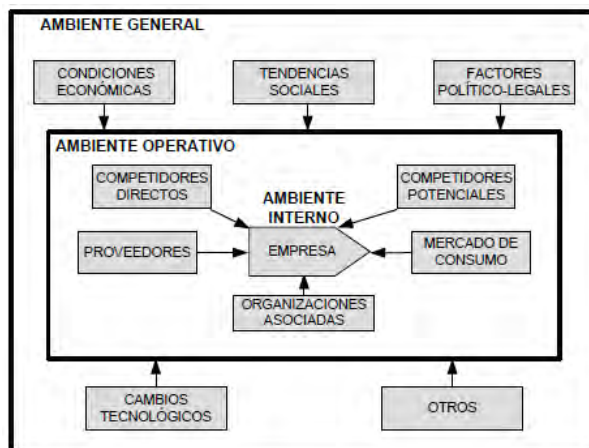 AMBIENTE GENERAL
CONDICIONES
ECONÓMICAS
TENDENCIAS
SOCIALES
FACTORES
POLÍTICO-LEGALES
AMBIENTE OPERATIVO
COMPETIDORES
DIRECTOS
COMPETIDORES
POTENCIALES
AMBIENTE
INTERNO
PROVEEDORES
EMPRESA
MERCADO DE
CONSUMO
ORGANIZACIONES
ASOCIADAS
CAMBIOS
TECNOLÓGICOS
OTROS